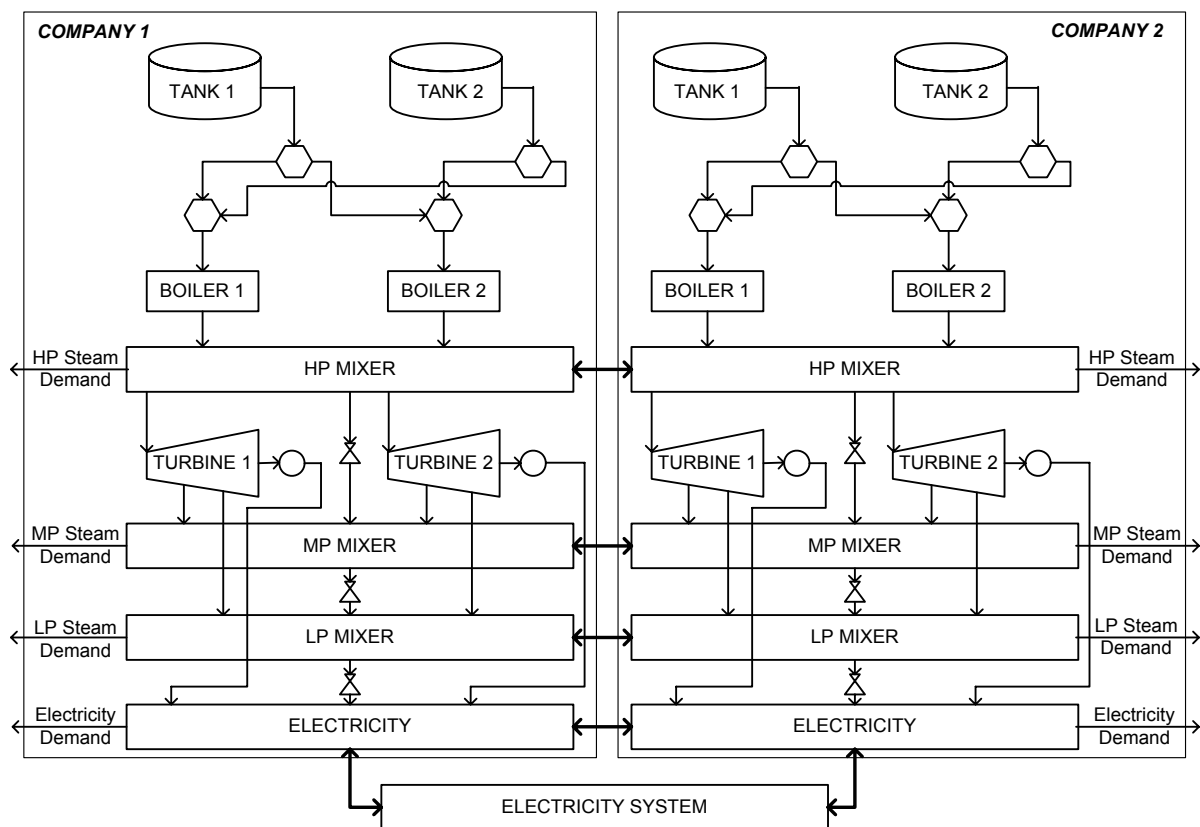 COMPANY 1
COMPANY 2
TANK 1
TANK 2
TANK 1
TANK 2
BOILER 1
BOILER 2
BOILER 1
BOILER 2
HP Steam
Demand
HP MIXER
HP MIXER
HP Steam
Demand
TURBINE 1
TURBINE 2
TURBINE 1
TURBINE 2
MP Steam
Demand
MP MIXER
MP MIXER
MP Steam
Demand
LP Steam
Demand
LP MIXER
LP MIXER
LP Steam
Demand
Electricity
Demand
ELECTRICITY
ELECTRICITY
Electricity
Demand
ELECTRICITY SYSTEM